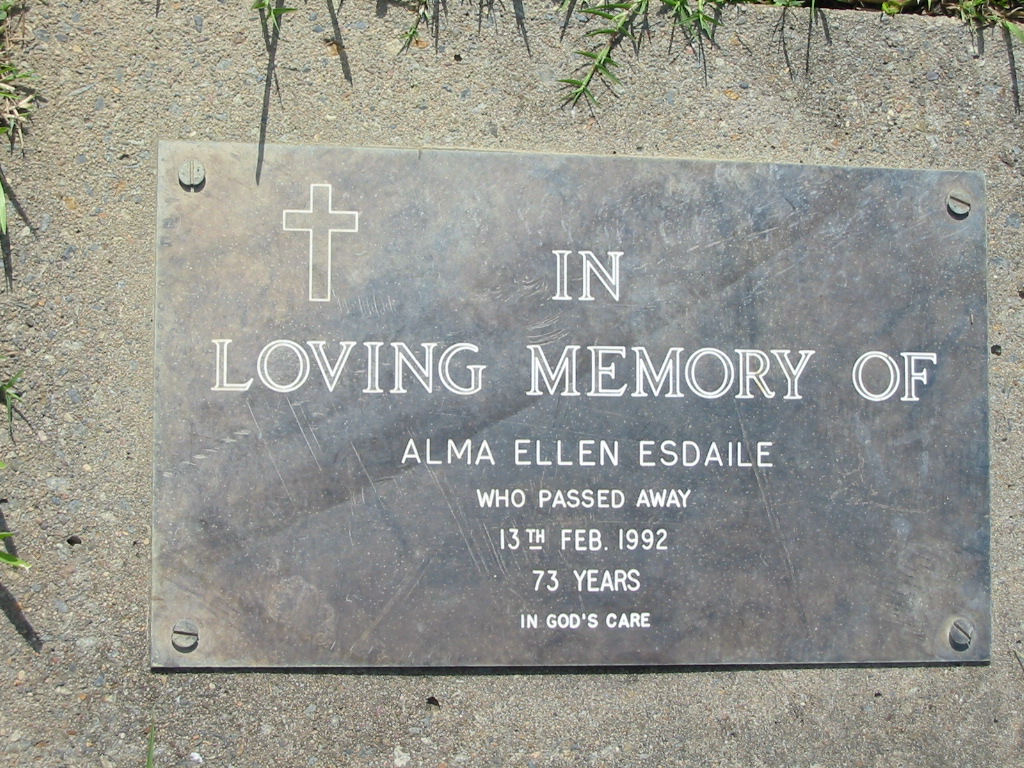 IN
LOVING MEMORY OF
ALMA ELLEN ESDAILE
WHO PASSED AWAY
13TH FEB. 1992
73 YEARS
IN GOD'S CARE